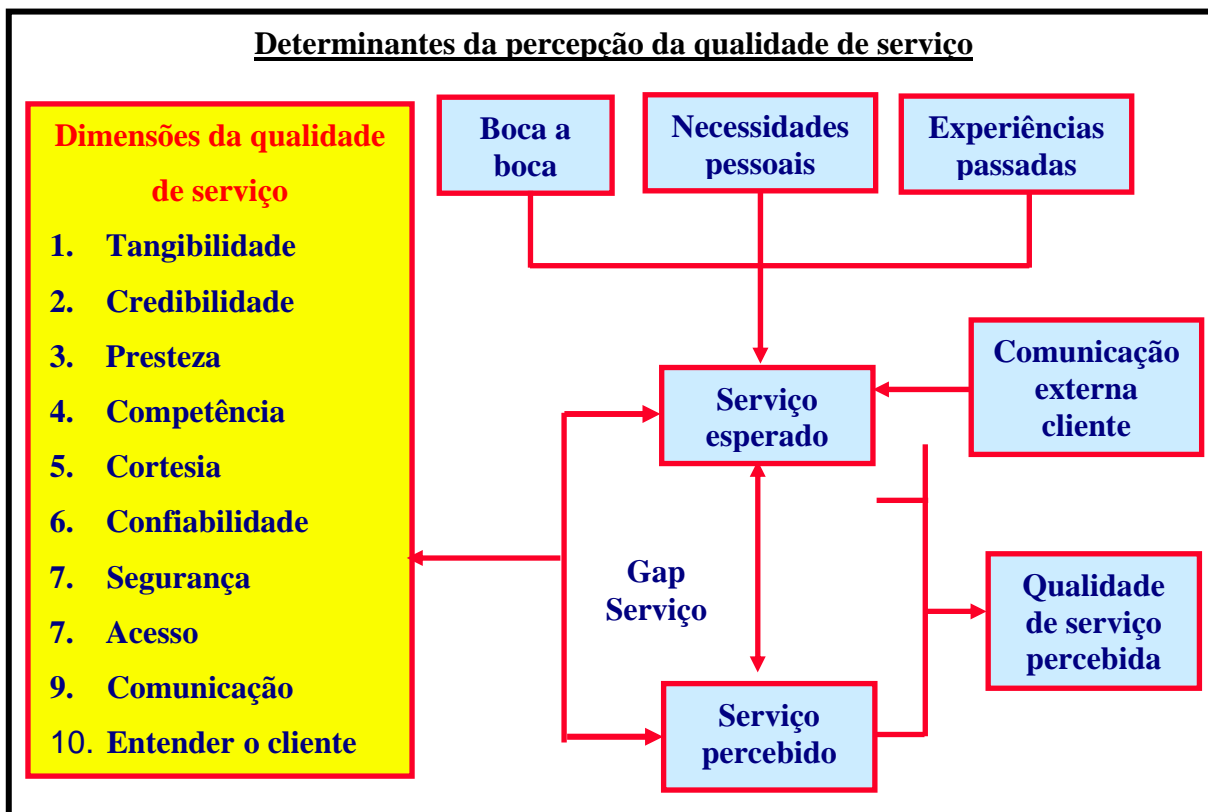 Determinantes da percepção da qualidade de serviço
Dimensões da qualidade
de serviço
1. Tangibilidade
2. Credibilidade
3. Presteza
4. Competência
5. Cortesia
6. Confiabilidade
7. Segurança
7. Acesso
9. Comunicação
10. Entender o cliente
Boca a
boca
Necessidades
pessoais
Experiências
passadas
Serviço
esperado
Comunicação
externa
cliente
Gap
Serviço
Qualidade
de serviço
percebida
Serviço
percebido